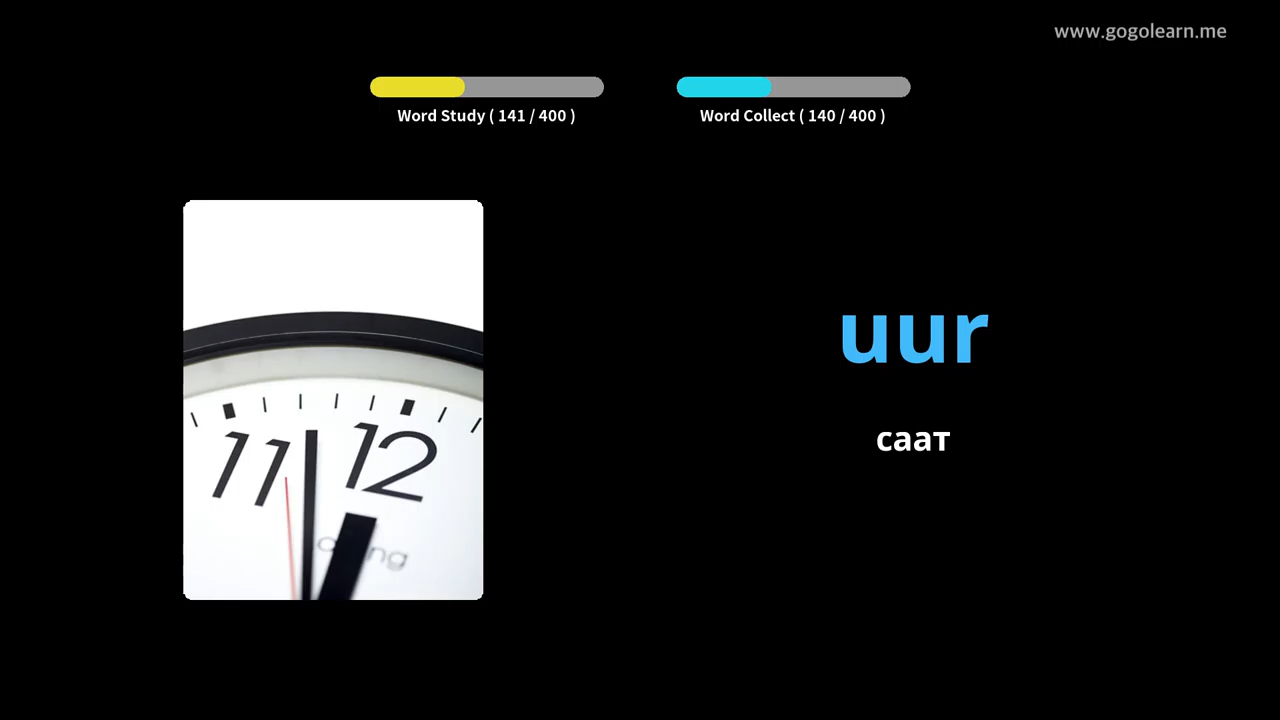 www.gogolearn.me
Word Study ( 141 / 400 )
Word Collect ( 140 / 400 )
11
12
uur
саат